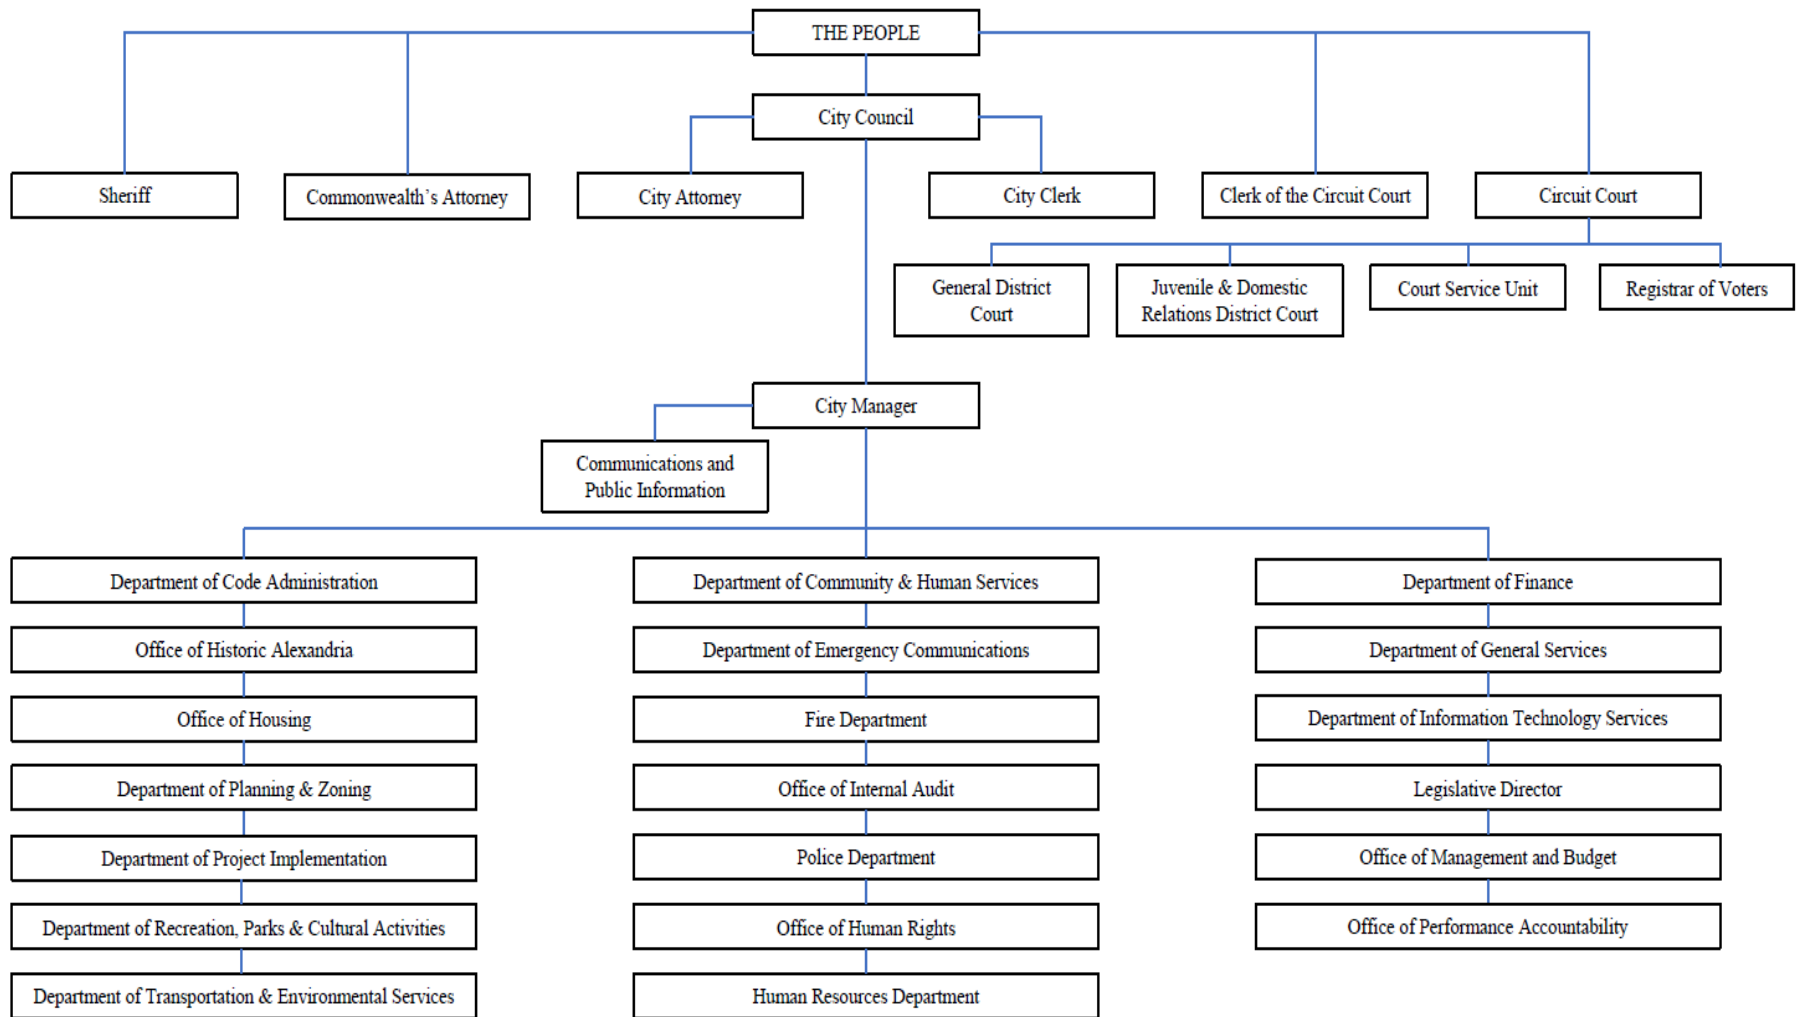 THE PEOPLE
City Council
Sheriff
Commonwealth’s Attorney
City Attorney
City Clerk
Clerk of the Circuit Court
Circuit Court
General District
Court
Juvenile & Domestic
Relations District Court
Court Service Unit
Registrar of Voters
City Manager
Communications and
Public Information
Department of Code Administration
Office of Historic Alexandria
Office of Housing
Department of Planning & Zoning
Department of Project Implementation
Department of Recreation, Parks & Cultural Activities
Department of Transportation & Environmental Services
Department of Community & Human Services
Department of Emergency Communications
Fire Department
Office of Internal Audit
Police Department
Office of Human Rights
Human Resources Department
Department of Finance
Department of General Services
Department of Information Technology Services
Legislative Director
Office of Management and Budget
Office of Performance Accountability